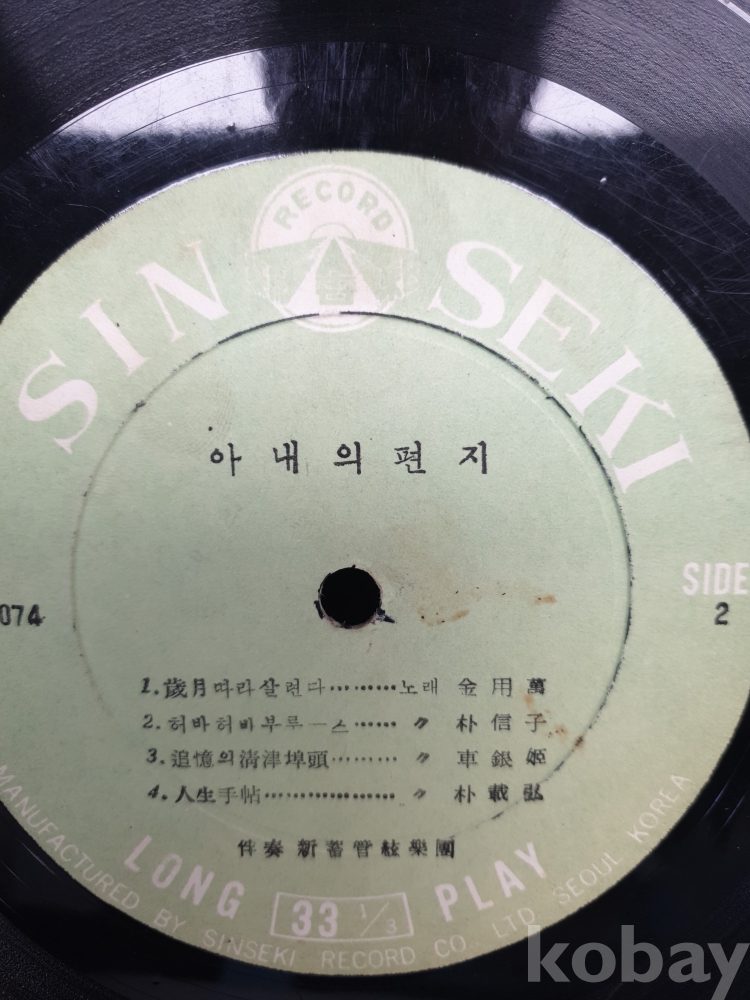 RECORD
SIN SEKI
아내의편지
SIDE
074
2
1. 歲月따라살련다·········노래 金用萬
2. 허바허바부루ㅡ스······ 〃 朴信子
3. 追憶의淸津埠頭········· 〃 車銀姬
4. 人生手帖·················· 〃 朴載弘
伴奏 新蓄管絃樂團
LONG 33 1/3 PLAY
MANUFACTURED BY SINSEKI RECORD CO. LTD SEOUL KOREA
kobay